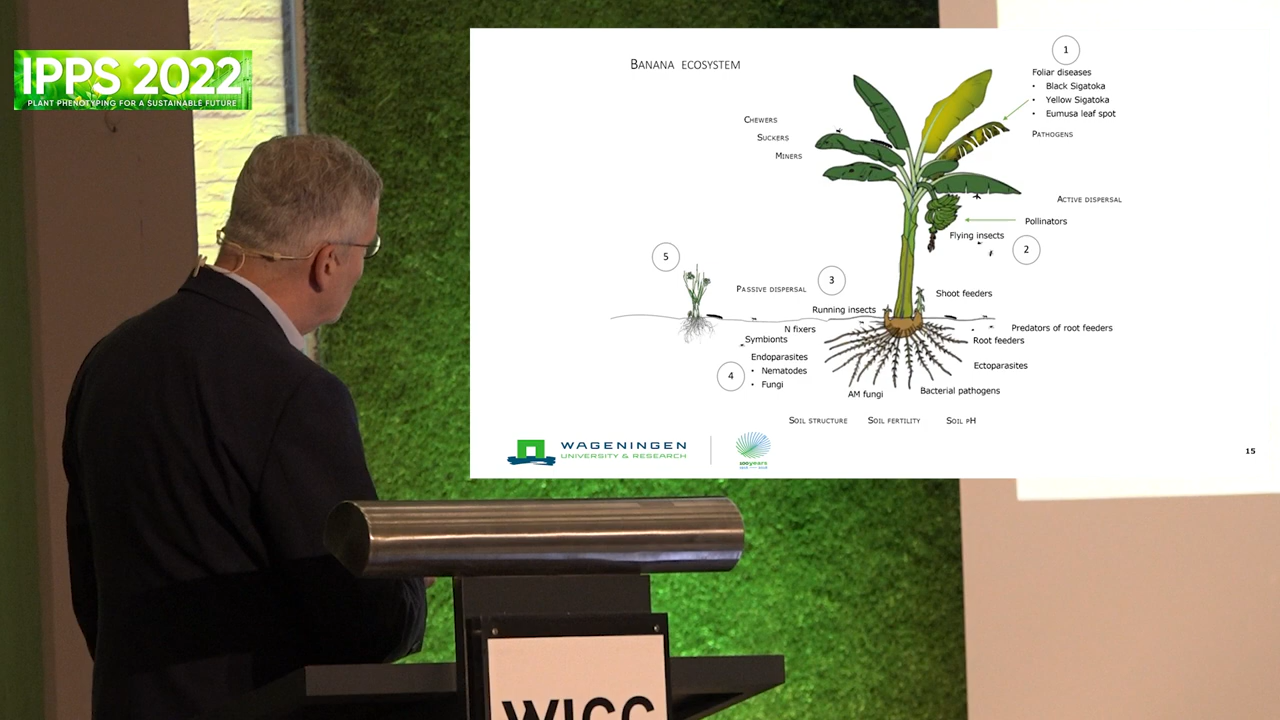 IPPS 2022
PLANT PHENOTYPING FOR A SUSTAINABLE FUTURE
BANANA ECOSYSTEM
1
Foliar diseases
• Black Sigatoka
• Yellow Sigatoka
• Eumusa leaf spot
PATHOGENS
CHEWERS
SUCKERS
MINERS
ACTIVE DISPERSAL
Pollinators
Flying insects
2
5
PASSIVE DISPERSAL
3
Running insects
Shoot feeders
N fixers
Symbionts
Predators of root feeders
Root feeders
4
Endoparasites
• Nematodes
• Fungi
Ectoparasites
AM fungi
Bacterial pathogens
SOIL STRUCTURE
SOIL FERTILITY
SOIL PH
WAGENINGEN
UNIVERSITY & RESEARCH
100years
15
WICC